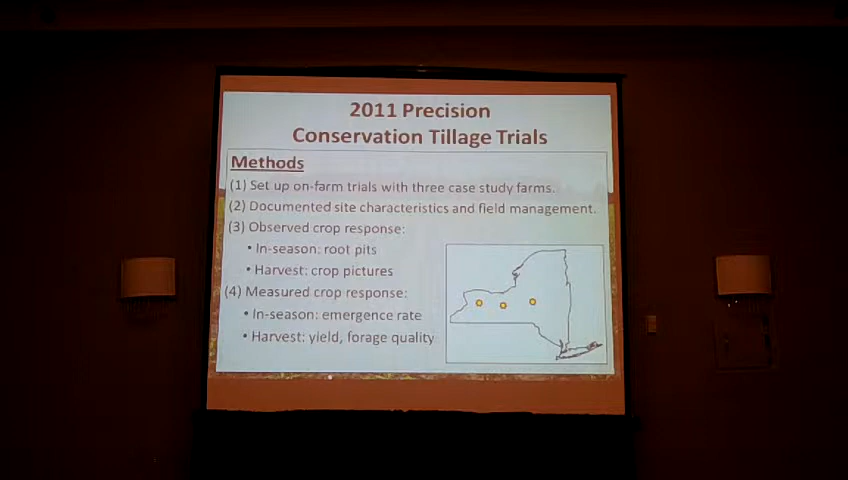 2011 Precision
Conservation Tillage Trials
Methods
(1) Set up on-farm trials with three case study farms.
(2) Documented site characteristics and field management.
(3) Observed crop response:
• In-season: root pits
• Harvest: crop pictures
(4) Measured crop response:
• In-season: emergence rate
• Harvest: yield, forage quality